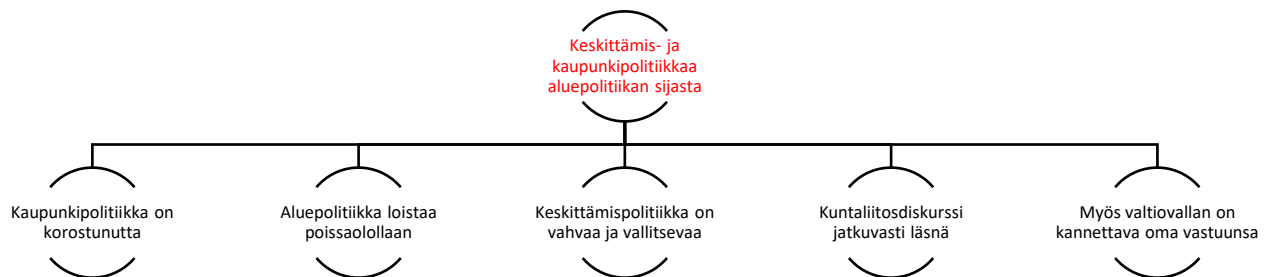 Keskittämis- ja
kaupunkipolitiikkaa
aluepolitiikan sijasta
Kaupunkipolitiikka on
korostunutta
Aluepolitiikka loistaa
poissaolollaan
Keskittämispolitiikka on
vahvaa ja vallitsevaa
Kuntaliitosdiskurssi
jatkuvasti läsnä
Myös valtiovallan on
kannettava oma vastuunsa